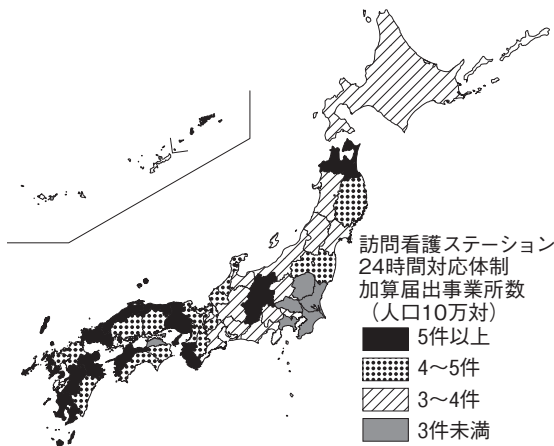 訪問看護ステーション
24時間対応体制
加算届出事業所数
(人口10万対)
5件以上
4〜5件
3〜4件
3件未満